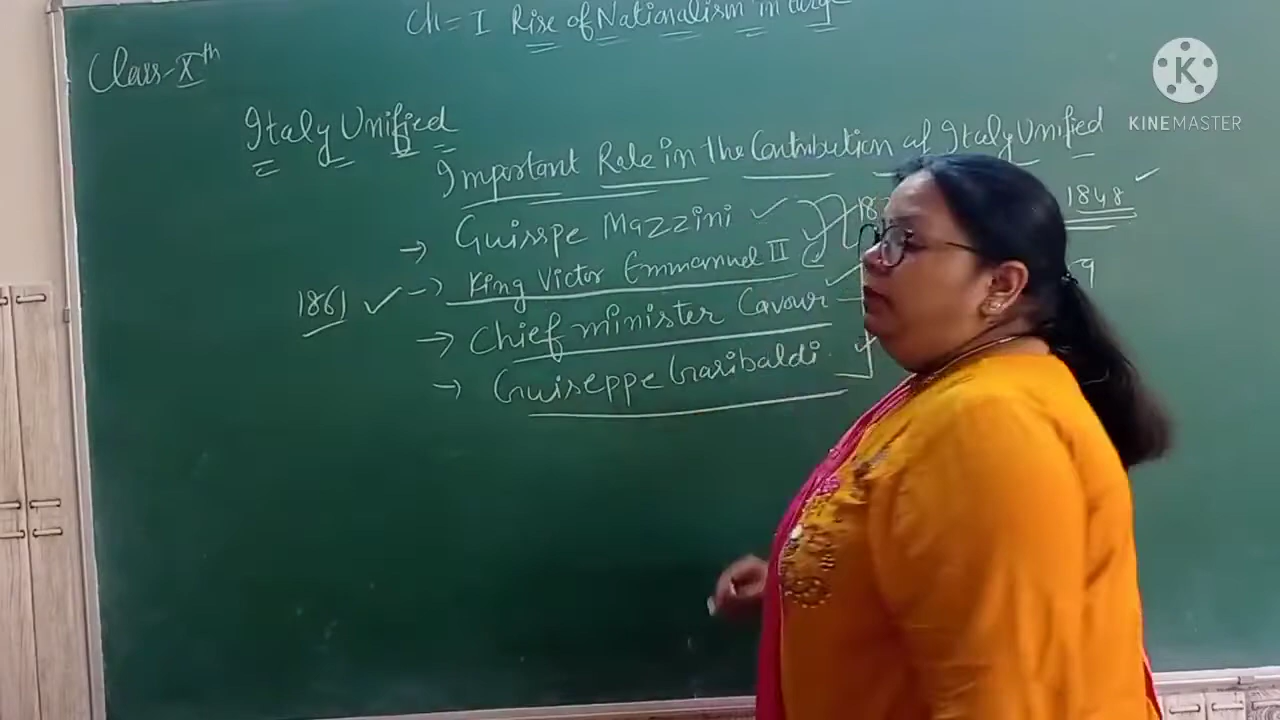 Ch = I Rise of Nationalism in
Class-Xth
Italy Unified
Important Role in the Contribution of Italy Unified
→ Guisspe Mazzini ✓ 1848 ✓
1861 ✓ → King Victor Emmanuel II
→ Chief minister Cavour
→ Guiseppe Garibaldi
K
KINEMASTER